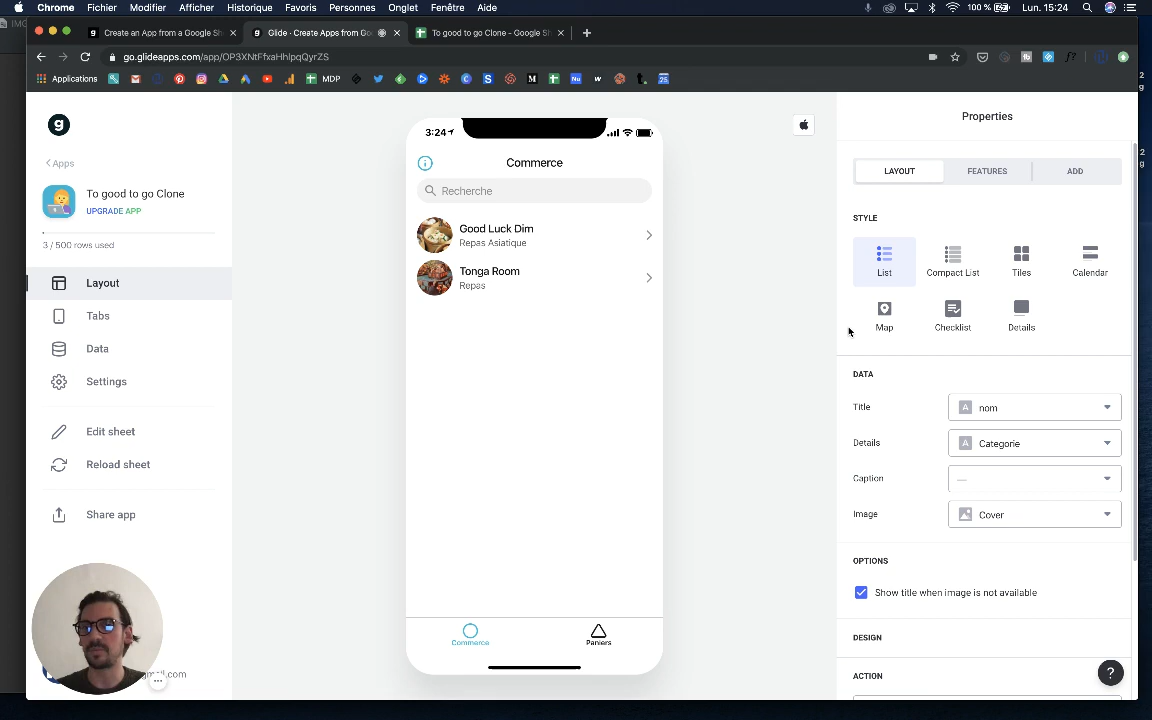 Chrome Fichier Modifier Afficher Historique Favoris Personnes Onglet Fenêtre Aide 100 % Lun. 15:24
IMG
Create an App from a Google Sh
Glide · Create Apps from Go
To good to go Clone - Google Sh
go.glideapps.com/app/OP3XNtFfxaHhlpqQyrZS
Applications MDP
g
Apps
To good to go Clone
UPGRADE APP
3 / 500 rows used
Layout
Tabs
Data
Settings
Edit sheet
Reload sheet
Share app
gmail.com
3:24
Commerce
Recherche
Good Luck Dim
Repas Asiatique
Tonga Room
Repas
Commerce
Paniers
Properties
LAYOUT FEATURES ADD
STYLE
List Compact List Tiles Calendar
Map Checklist Details
DATA
Title A nom
Details A Categorie
Caption —
Image Cover
OPTIONS
Show title when image is not available
DESIGN
ACTION
?